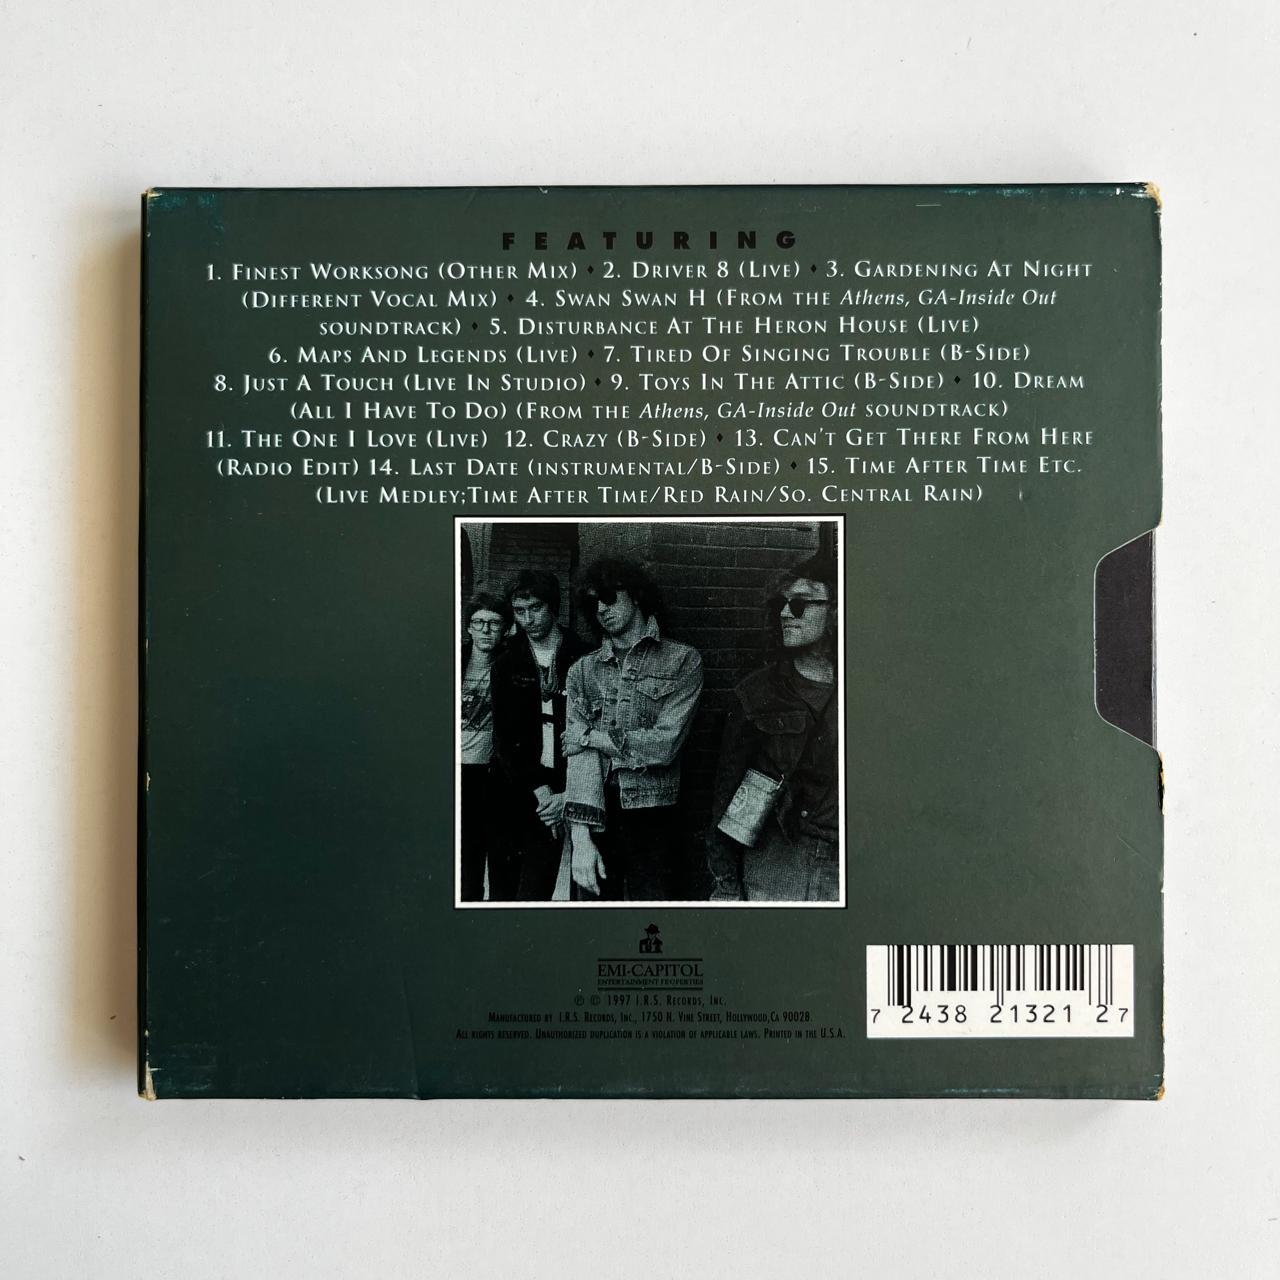 FEATURING
1. Finest Worksong (Other Mix) ♦ 2. Driver 8 (Live) ♦ 3. Gardening At Night
(Different Vocal Mix) ♦ 4. Swan Swan H (From the Athens, GA-Inside Out
soundtrack) ♦ 5. Disturbance At The Heron House (Live)
6. Maps And Legends (Live) ♦ 7. Tired Of Singing Trouble (B-Side)
8. Just A Touch (Live In Studio) ♦ 9. Toys In The Attic (B-Side) ♦ 10. Dream
(All I Have To Do) (From the Athens, GA-Inside Out soundtrack)
11. The One I Love (Live) 12. Crazy (B-Side) ♦ 13. Can't Get There From Here
(Radio Edit) 14. Last Date (instrumental/B-Side) ♦ 15. Time After Time Etc.
(Live Medley;Time After Time/Red Rain/So. Central Rain)
EMI-CAPITOL
ENTERTAINMENT PROPERTIES
℗ © 1997 I.R.S. Records, Inc.
Manufactured by I.R.S. Records, Inc., 1750 N. Vine Street, Hollywood,CA 90028.
All rights reserved. Unauthorized duplication is a violation of applicable laws. Printed in the U.S.A.
7 2438 21321 2 7